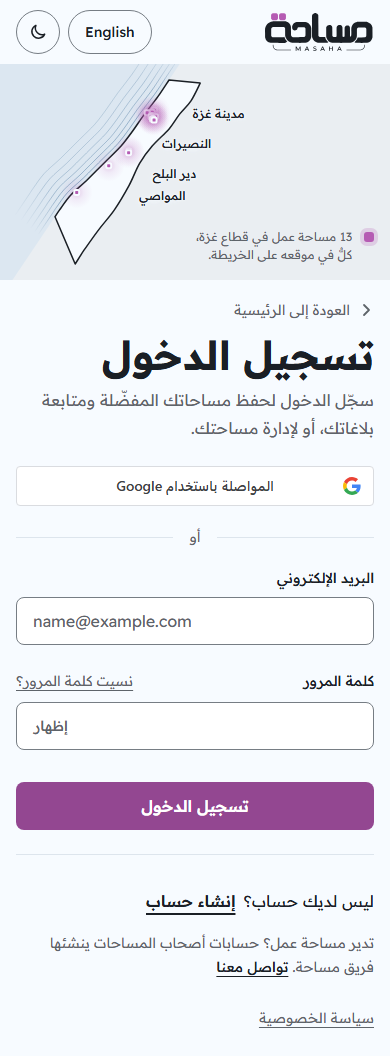 مساحة
MASAHA
English
مدينة غزة
النصيرات
دير البلح
المواصي
13 مساحة عمل في قطاع غزة،
كلٌّ في موقعه على الخريطة.
العودة إلى الرئيسية
تسجيل الدخول
سجّل الدخول لحفظ مساحاتك المفضّلة ومتابعة
بلاغاتك، أو لإدارة مساحتك.
المواصلة باستخدام Google
أو
البريد الإلكتروني
name@example.com
كلمة المرور
نسيت كلمة المرور؟
إظهار
تسجيل الدخول
ليس لديك حساب؟ إنشاء حساب
تدير مساحة عمل؟ حسابات أصحاب المساحات ينشئها
فريق مساحة. تواصل معنا
سياسة الخصوصية